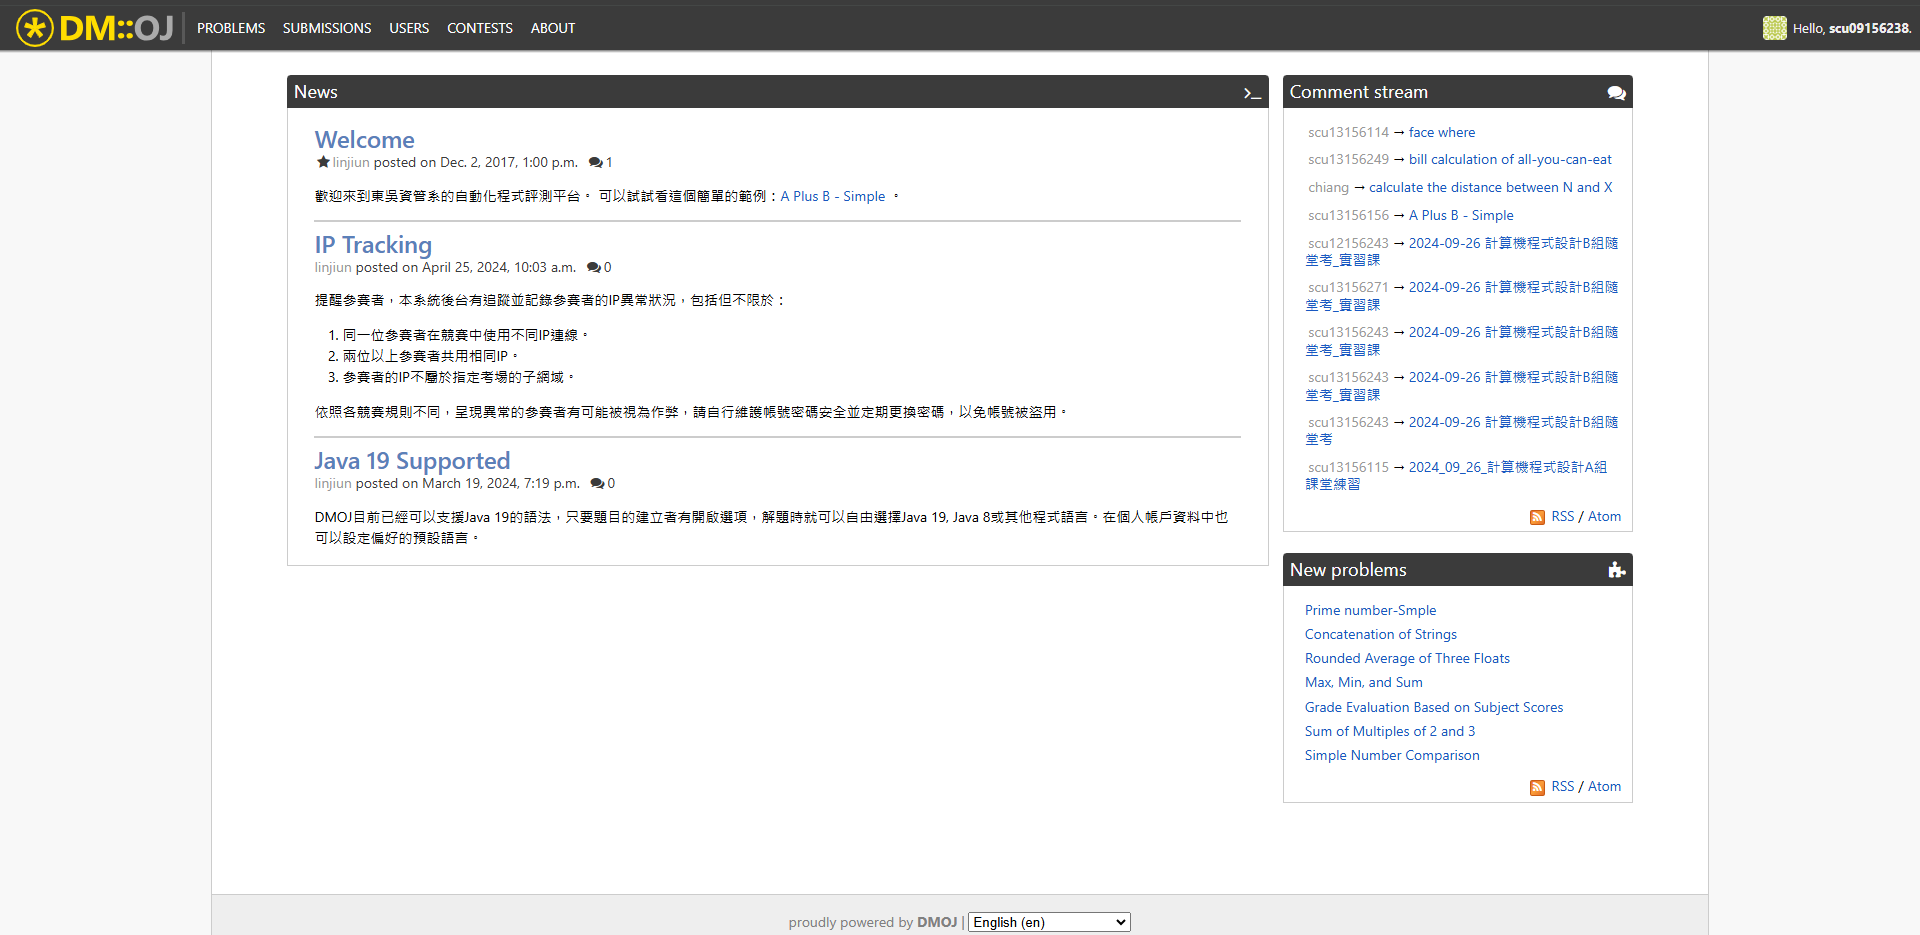 DM::OJ PROBLEMS SUBMISSIONS USERS CONTESTS ABOUT Hello, scu09156238.
News
Welcome
linjiun posted on Dec. 2, 2017, 1:00 p.m. 1
歡迎來到東吳資管系的自動化程式評測平台。 可以試試看這個簡單的範例：A Plus B - Simple 。
IP Tracking
linjiun posted on April 25, 2024, 10:03 a.m. 0
提醒參賽者，本系統後台有追蹤並記錄參賽者的IP異常狀況，包括但不限於：
1. 同一位參賽者在競賽中使用不同IP連線。
2. 兩位以上參賽者共用相同IP。
3. 參賽者的IP不屬於指定考場的子網域。
依照各競賽規則不同，呈現異常的參賽者有可能被視為作弊，請自行維護帳號密碼安全並定期更換密碼，以免帳號被盜用。
Java 19 Supported
linjiun posted on March 19, 2024, 7:19 p.m. 0
DMOJ目前已經可以支援Java 19的語法，只要題目的建立者有開啟選項，解題時就可以自由選擇Java 19, Java 8或其他程式語言。在個人帳戶資料中也
可以設定偏好的預設語言。
Comment stream
scu13156114 → face where
scu13156249 → bill calculation of all-you-can-eat
chiang → calculate the distance between N and X
scu13156156 → A Plus B - Simple
scu12156243 → 2024-09-26 計算機程式設計B組隨
堂考_實習課
scu13156271 → 2024-09-26 計算機程式設計B組隨
堂考_實習課
scu13156243 → 2024-09-26 計算機程式設計B組隨
堂考_實習課
scu13156243 → 2024-09-26 計算機程式設計B組隨
堂考_實習課
scu13156243 → 2024-09-26 計算機程式設計B組隨
堂考
scu13156115 → 2024_09_26_計算機程式設計A組
課堂練習
RSS / Atom
New problems
Prime number-Smple
Concatenation of Strings
Rounded Average of Three Floats
Max, Min, and Sum
Grade Evaluation Based on Subject Scores
Sum of Multiples of 2 and 3
Simple Number Comparison
RSS / Atom
proudly powered by DMOJ | English (en)